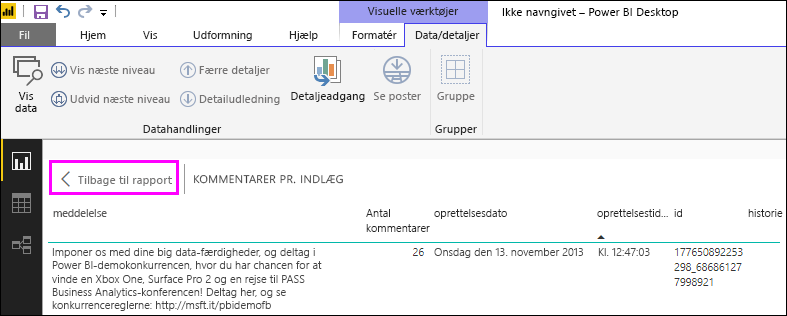 Visuelle værktøjer
Ikke navngivet – Power BI Desktop
Fil
Hjem
Vis
Udformning
Hjælp
Formatér
Data/detaljer
Vis data
Vis næste niveau
Udvid næste niveau
Færre detaljer
Detailudledning
Detaljeadgang
Se poster
Gruppe
Datahandlinger
Grupper
Tilbage til rapport
KOMMENTARER PR. INDLÆG
meddelelse
Antal
kommentarer
oprettelsesdato
oprettelsestid...
id
historie
Imponer os med dine big data-færdigheder, og deltag i
Power BI-demokonkurrencen, hvor du har chancen for at
vinde en Xbox One, Surface Pro 2 og en rejse til PASS
Business Analytics-konferencen! Deltag her, og se
konkurrencereglerne: http://msft.it/pbidemofb
26
Onsdag den 13. november 2013
Kl. 12:47:03
177650892253
298_68686127
7998921